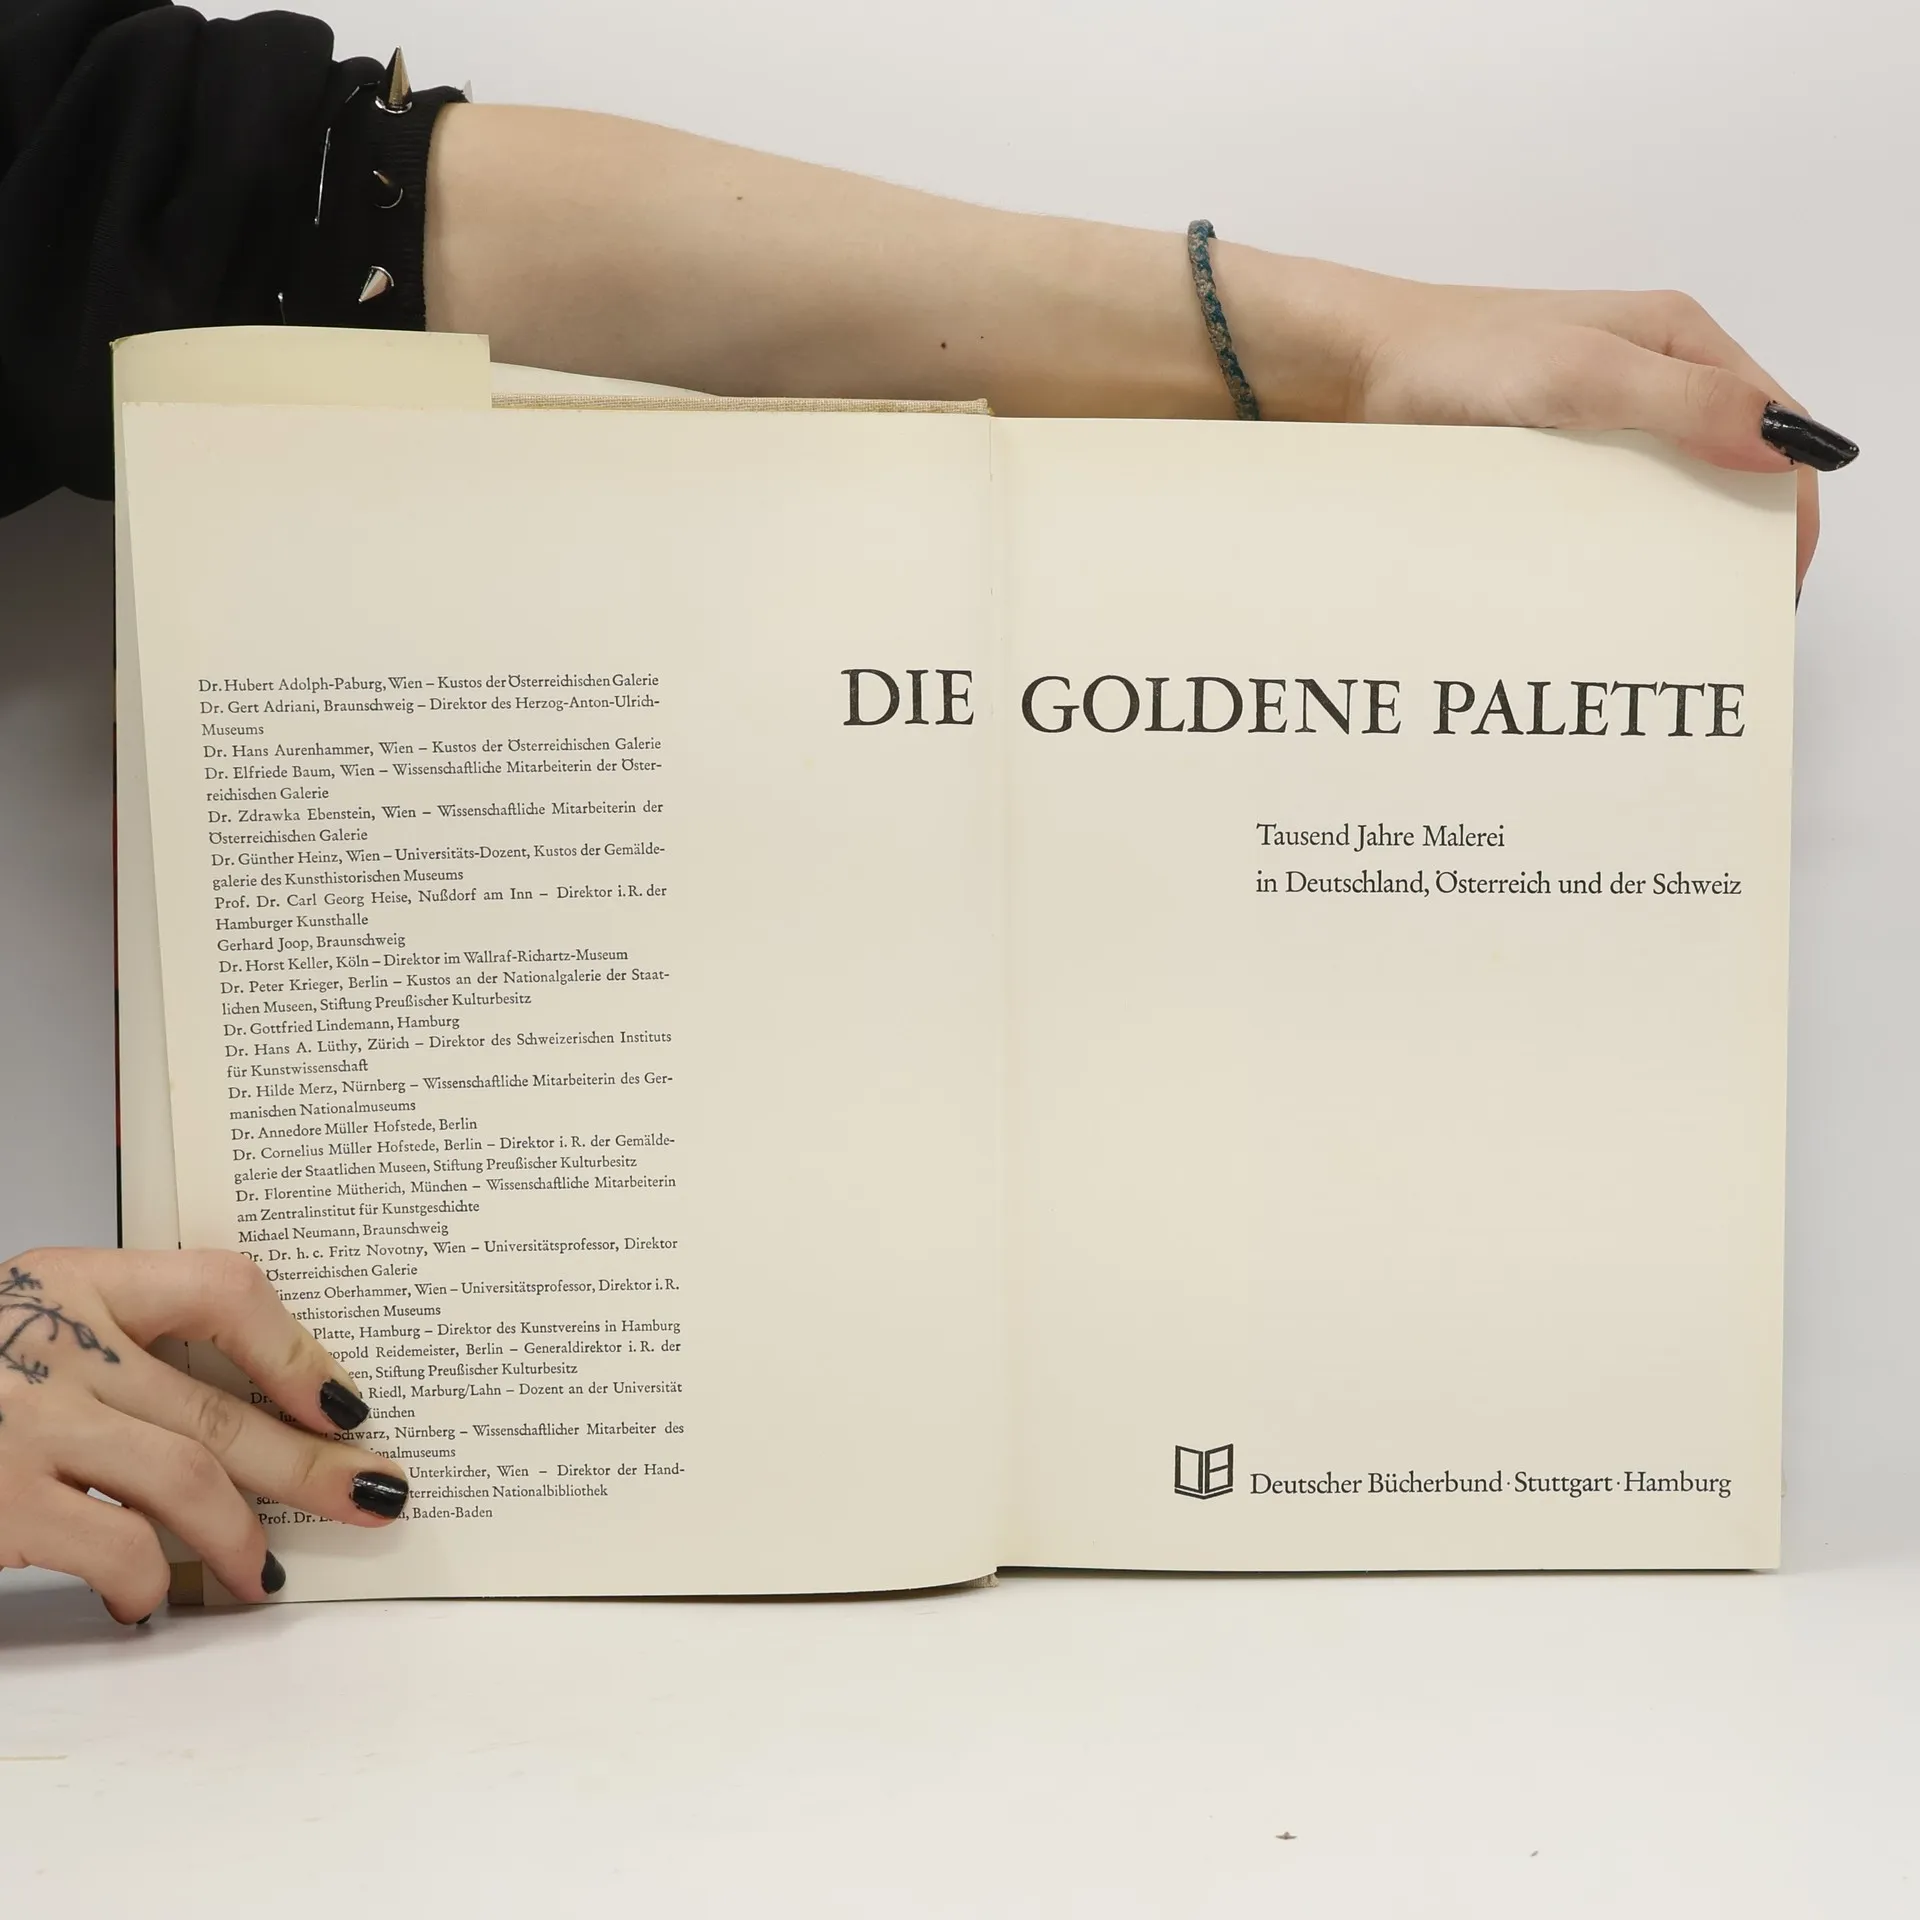 Dr. Hubert Adolph-Paburg, Wien – Kustos der Österreichischen Galerie
Dr. Gert Adriani, Braunschweig – Direktor des Herzog-Anton-Ulrich-
Museums
Dr. Hans Aurenhammer, Wien – Kustos der Österreichischen Galerie
Dr. Elfriede Baum, Wien – Wissenschaftliche Mitarbeiterin der Öster-
reichischen Galerie
Dr. Zdrawka Ebenstein, Wien – Wissenschaftliche Mitarbeiterin der
Österreichischen Galerie
Dr. Günther Heinz, Wien – Universitäts-Dozent, Kustos der Gemälde-
galerie des Kunsthistorischen Museums
Prof. Dr. Carl Georg Heise, Nußdorf am Inn – Direktor i. R. der
Hamburger Kunsthalle
Gerhard Joop, Braunschweig
Dr. Horst Keller, Köln – Direktor im Wallraf-Richartz-Museum
Dr. Peter Krieger, Berlin – Kustos an der Nationalgalerie der Staat-
lichen Museen, Stiftung Preußischer Kulturbesitz
Dr. Gottfried Lindemann, Hamburg
Dr. Hans A. Lüthy, Zürich – Direktor des Schweizerischen Instituts
für Kunstwissenschaft
Dr. Hilde Merz, Nürnberg – Wissenschaftliche Mitarbeiterin des Ger-
manischen Nationalmuseums
Dr. Annedore Müller Hofstede, Berlin
Dr. Cornelius Müller Hofstede, Berlin – Direktor i. R. der Gemälde-
galerie der Staatlichen Museen, Stiftung Preußischer Kulturbesitz
Dr. Florentine Mütherich, München – Wissenschaftliche Mitarbeiterin
am Zentralinstitut für Kunstgeschichte
Michael Neumann, Braunschweig
Dr. Dr. h. c. Fritz Novotny, Wien – Universitätsprofessor, Direktor
Österreichischen Galerie
Oberhammer, Wien – Universitätsprofessor, Direktor i. R.
Museums
Platte, Hamburg – Direktor des Kunstvereins in Hamburg
Reidemeister, Berlin – Generaldirektor i. R. der
Stiftung Preußischer Kulturbesitz
Dr. Riedl, Marburg/Lahn – Dozent an der Universität
München
Schwarz, Nürnberg – Wissenschaftlicher Mitarbeiter des
Unterkircher, Wien – Direktor der Hand-
Nationalbibliothek
Prof. Dr. Baden-Baden
DIE GOLDENE PALETTE
Tausend Jahre Malerei
in Deutschland, Österreich und der Schweiz
Deutscher Bücherbund · Stuttgart · Hamburg